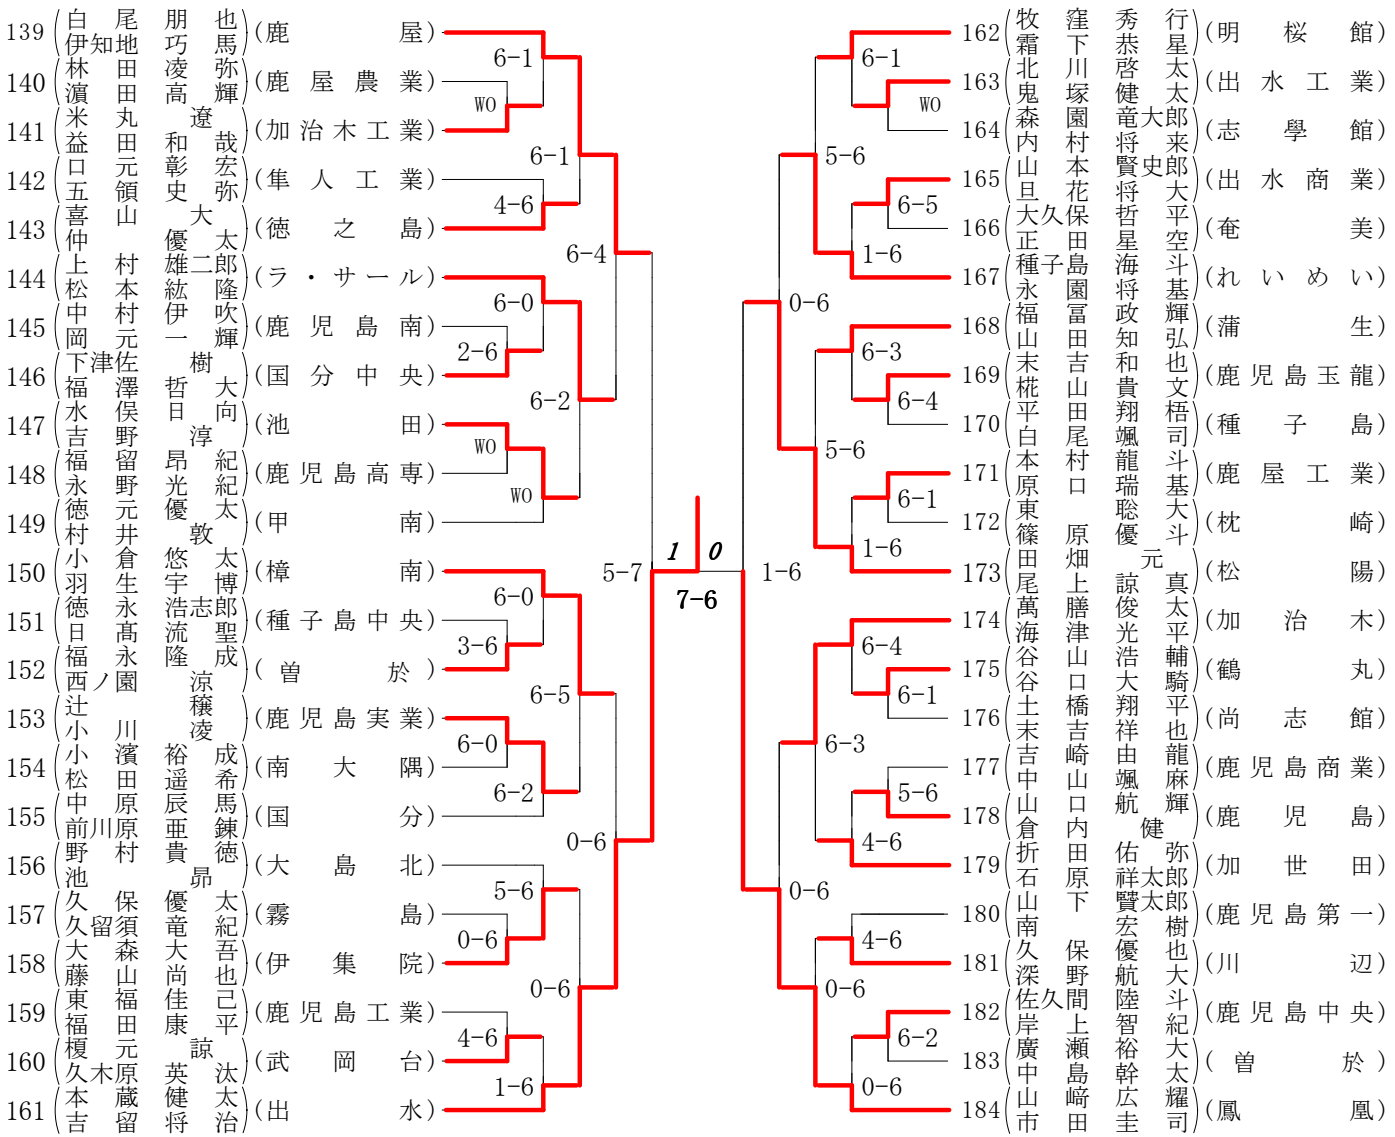 139 (白尾朋也 伊知地巧馬) (鹿屋)
140 (林田凌弥 濵田高輝) (鹿屋農業)
141 (米丸遼 益田和哉) (加治木工業)
142 (口元彰宏 五領史弥) (隼人工業)
143 (喜山大 仲優太) (徳之島)
144 (上村雄二郎 松本紘隆) (ラ・サール)
145 (中村伊吹 岡元一輝) (鹿児島南)
146 (下津佐樹 福澤哲大) (国分中央)
147 (水俣日向 吉野淳) (池田)
148 (福留昂紀 永野光紀) (鹿児島高専)
149 (徳元優太 村井敦) (甲南)
150 (小倉悠太 羽生宇博) (樟南)
151 (徳永浩志郎 日髙流聖) (種子島中央)
152 (福永隆成 西ノ園涼) (曽於)
153 (辻穣 小川凌) (鹿児島実業)
154 (小濱裕成 松田遥希) (南大隅)
155 (中原辰馬 前川原亜錬) (国分)
156 (野村貴徳 池昴) (大島北)
157 (久保優太 久留須竜紀) (霧島)
158 (大森大吾 藤山尚也) (伊集院)
159 (東福佳己 福田康平) (鹿児島工業)
160 (榎元諒 久木原英汰) (武岡台)
161 (本蔵健太 吉留将治) (出水)
6-1
WO
6-1
4-6
6-4
6-0
2-6
6-2
WO
WO
5-7
6-0
3-6
6-5
6-0
6-2
0-6
5-6
0-6
0-6
4-6
1-6
1 0
7-6
6-1
WO
5-6
6-5
1-6
0-6
6-3
6-4
5-6
6-1
1-6
1-6
6-4
6-1
6-3
5-6
4-6
0-6
4-6
0-6
6-2
0-6
162 (牧窪秀行 霜下恭星) (明桜館)
163 (北川啓太 鬼塚健太) (出水工業)
164 (森園竜大郎 内村将来) (志學館)
165 (山本賢史郎 旦花将大) (出水商業)
166 (大久保哲平 正田星空) (奄美)
167 (種子島海斗 永園将基) (れいめい)
168 (福冨政輝 山田知弘) (蒲生)
169 (末吉和也 椛山貴文) (鹿児島玉龍)
170 (平田翔梧 白尾颯司) (種子島)
171 (本村龍斗 原口瑞基) (鹿屋工業)
172 (東聡大 篠原優斗) (枕崎)
173 (田畑元 尾上諒真) (松陽)
174 (萬膳俊太 海津光平) (加治木)
175 (谷山浩輔 谷口大騎) (鶴丸)
176 (土橋翔平 末吉祥也) (尚志館)
177 (吉崎由龍 中山颯麻) (鹿児島商業)
178 (山口航輝 倉内健) (鹿児島)
179 (折田佑弥 石原祥太郎) (加世田)
180 (山下賢太郎 南宏樹) (鹿児島第一)
181 (久保優也 深野航大) (川辺)
182 (佐久間陸斗 岸上智紀) (鹿児島中央)
183 (廣瀬裕大 中島幹太) (曽於)
184 (山﨑広耀 市田圭司) (鳳凰)